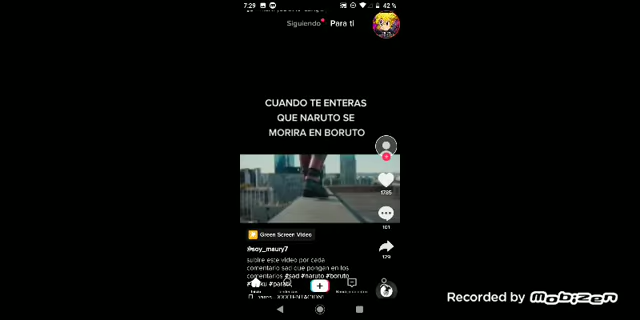 7:29
42 %
Siguiendo Para ti
CUANDO TE ENTERAS
QUE NARUTO SE
MORIRA EN BORUTO
1785
101
129
Green Screen Video
@soy_maury7
subire este video por cada
comentario sad que pongan en los
comentarios #sad #naruto #boruto
Recorded by mobizen